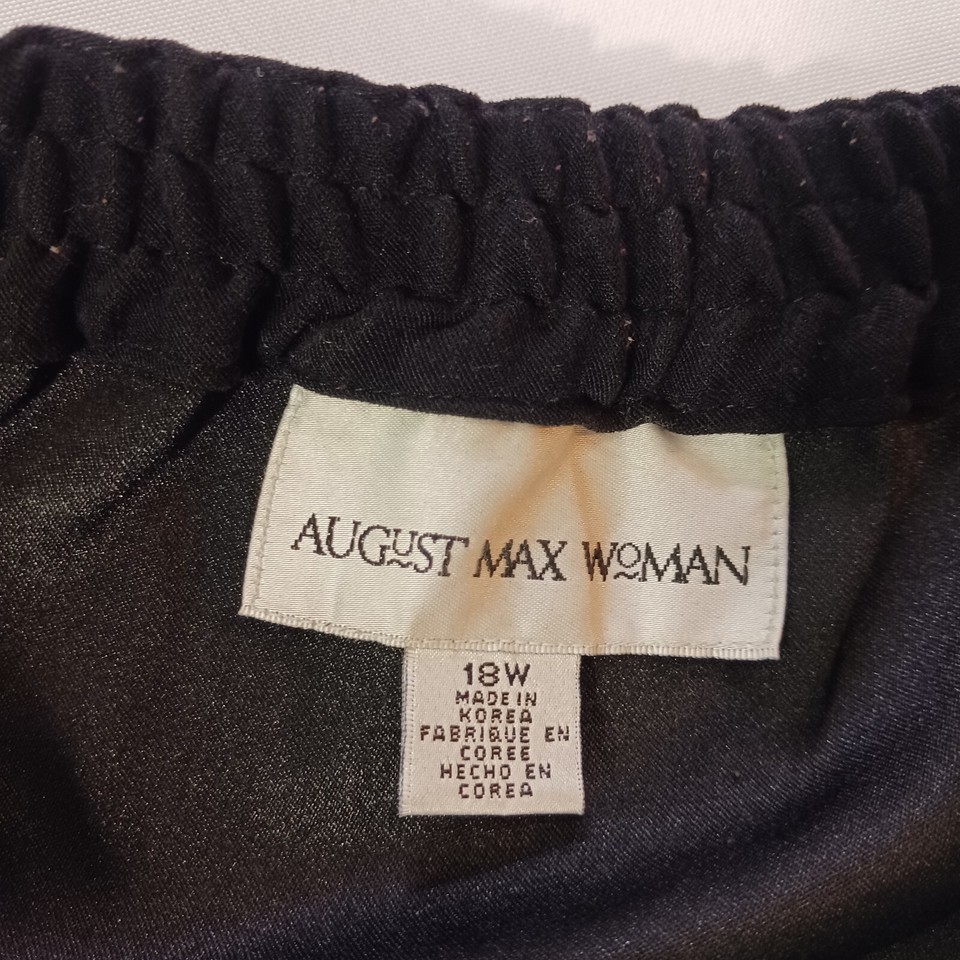 AUGUST MAX WOMAN
18W
MADE IN
KOREA
FABRIQUE EN
COREE
HECHO EN
COREA